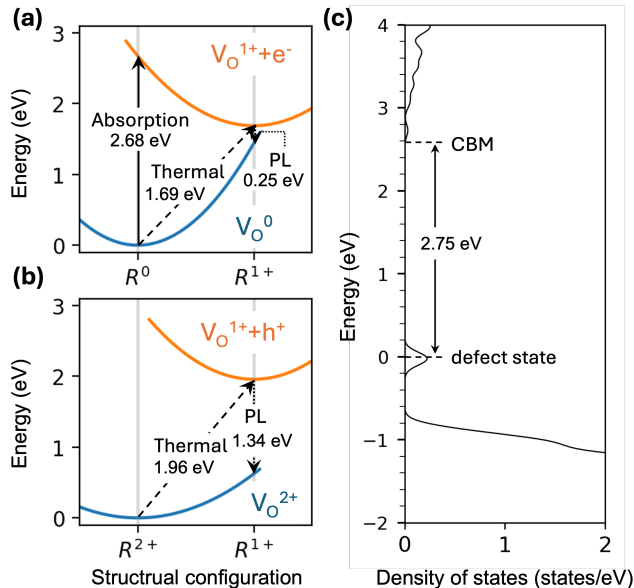 (a)
3
2
1
0
Energy (eV)
V_O^1+ + e^-
Absorption
2.68 eV
Thermal
1.69 eV
PL
0.25 eV
V_O^0
R^0
R^1+
(b)
3
2
1
0
Energy (eV)
V_O^1+ + h^+
PL
Thermal
1.34 eV
1.96 eV
V_O^2+
R^2+
R^1+
Structrual configuration
(c)
4
3
2
1
0
−1
−2
Energy (eV)
CBM
2.75 eV
defect state
0
1
2
Density of states (states/eV)